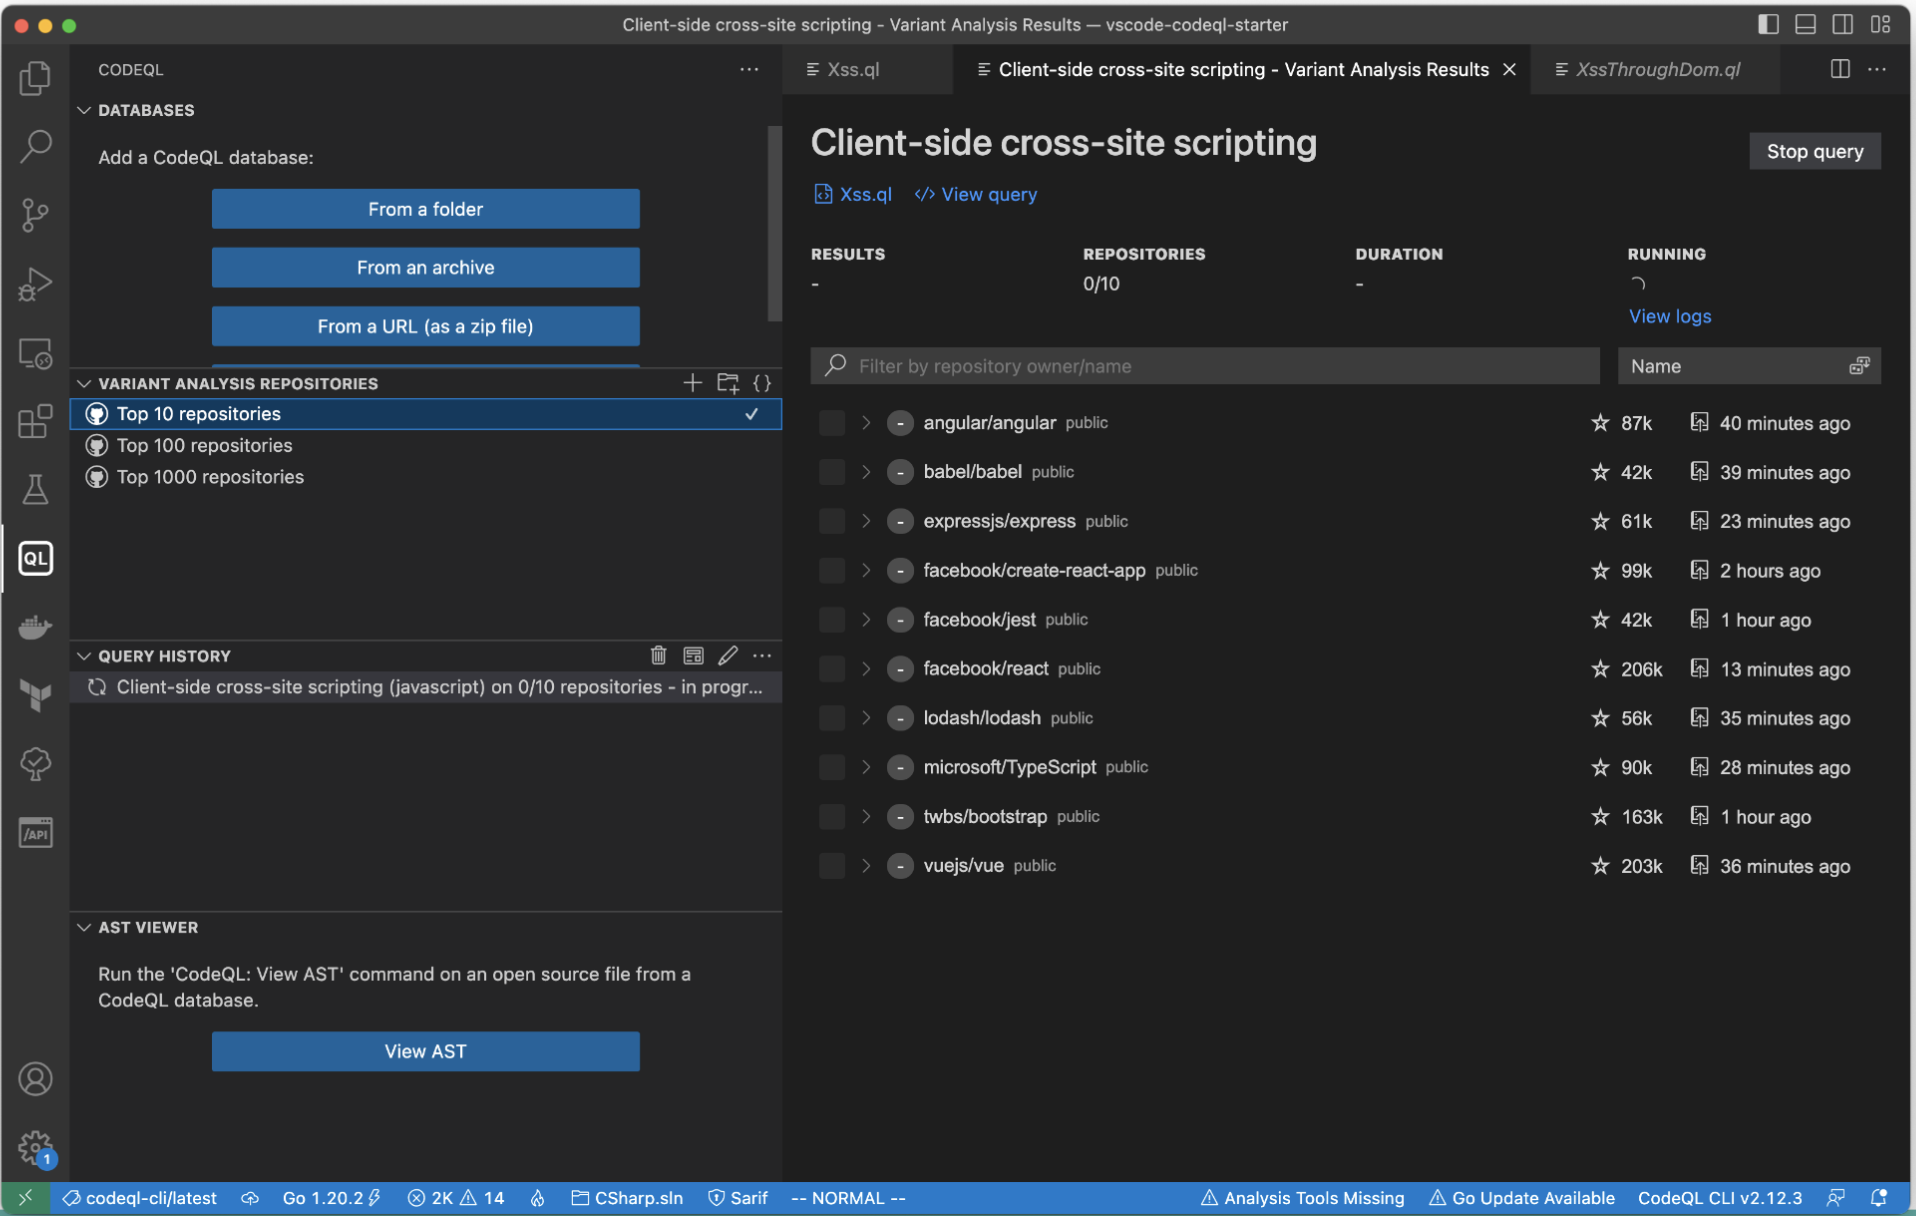 Client-side cross-site scripting - Variant Analysis Results — vscode-codeql-starter
CODEQL
DATABASES
Add a CodeQL database:
From a folder
From an archive
From a URL (as a zip file)
VARIANT ANALYSIS REPOSITORIES
Top 10 repositories
Top 100 repositories
Top 1000 repositories
QUERY HISTORY
Client-side cross-site scripting (javascript) on 0/10 repositories - in progr...
AST VIEWER
Run the 'CodeQL: View AST' command on an open source file from a
CodeQL database.
View AST
QL
/API
1
Xss.ql
Client-side cross-site scripting - Variant Analysis Results
XssThroughDom.ql
Client-side cross-site scripting
Stop query
Xss.ql View query
RESULTS REPOSITORIES DURATION RUNNING
- 0/10 -
View logs
Filter by repository owner/name
Name
- angular/angular public 87k 40 minutes ago
- babel/babel public 42k 39 minutes ago
- expressjs/express public 61k 23 minutes ago
- facebook/create-react-app public 99k 2 hours ago
- facebook/jest public 42k 1 hour ago
- facebook/react public 206k 13 minutes ago
- lodash/lodash public 56k 35 minutes ago
- microsoft/TypeScript public 90k 28 minutes ago
- twbs/bootstrap public 163k 1 hour ago
- vuejs/vue public 203k 36 minutes ago
codeql-cli/latest Go 1.20.2 2K 14 CSharp.sln Sarif -- NORMAL -- Analysis Tools Missing Go Update Available CodeQL CLI v2.12.3